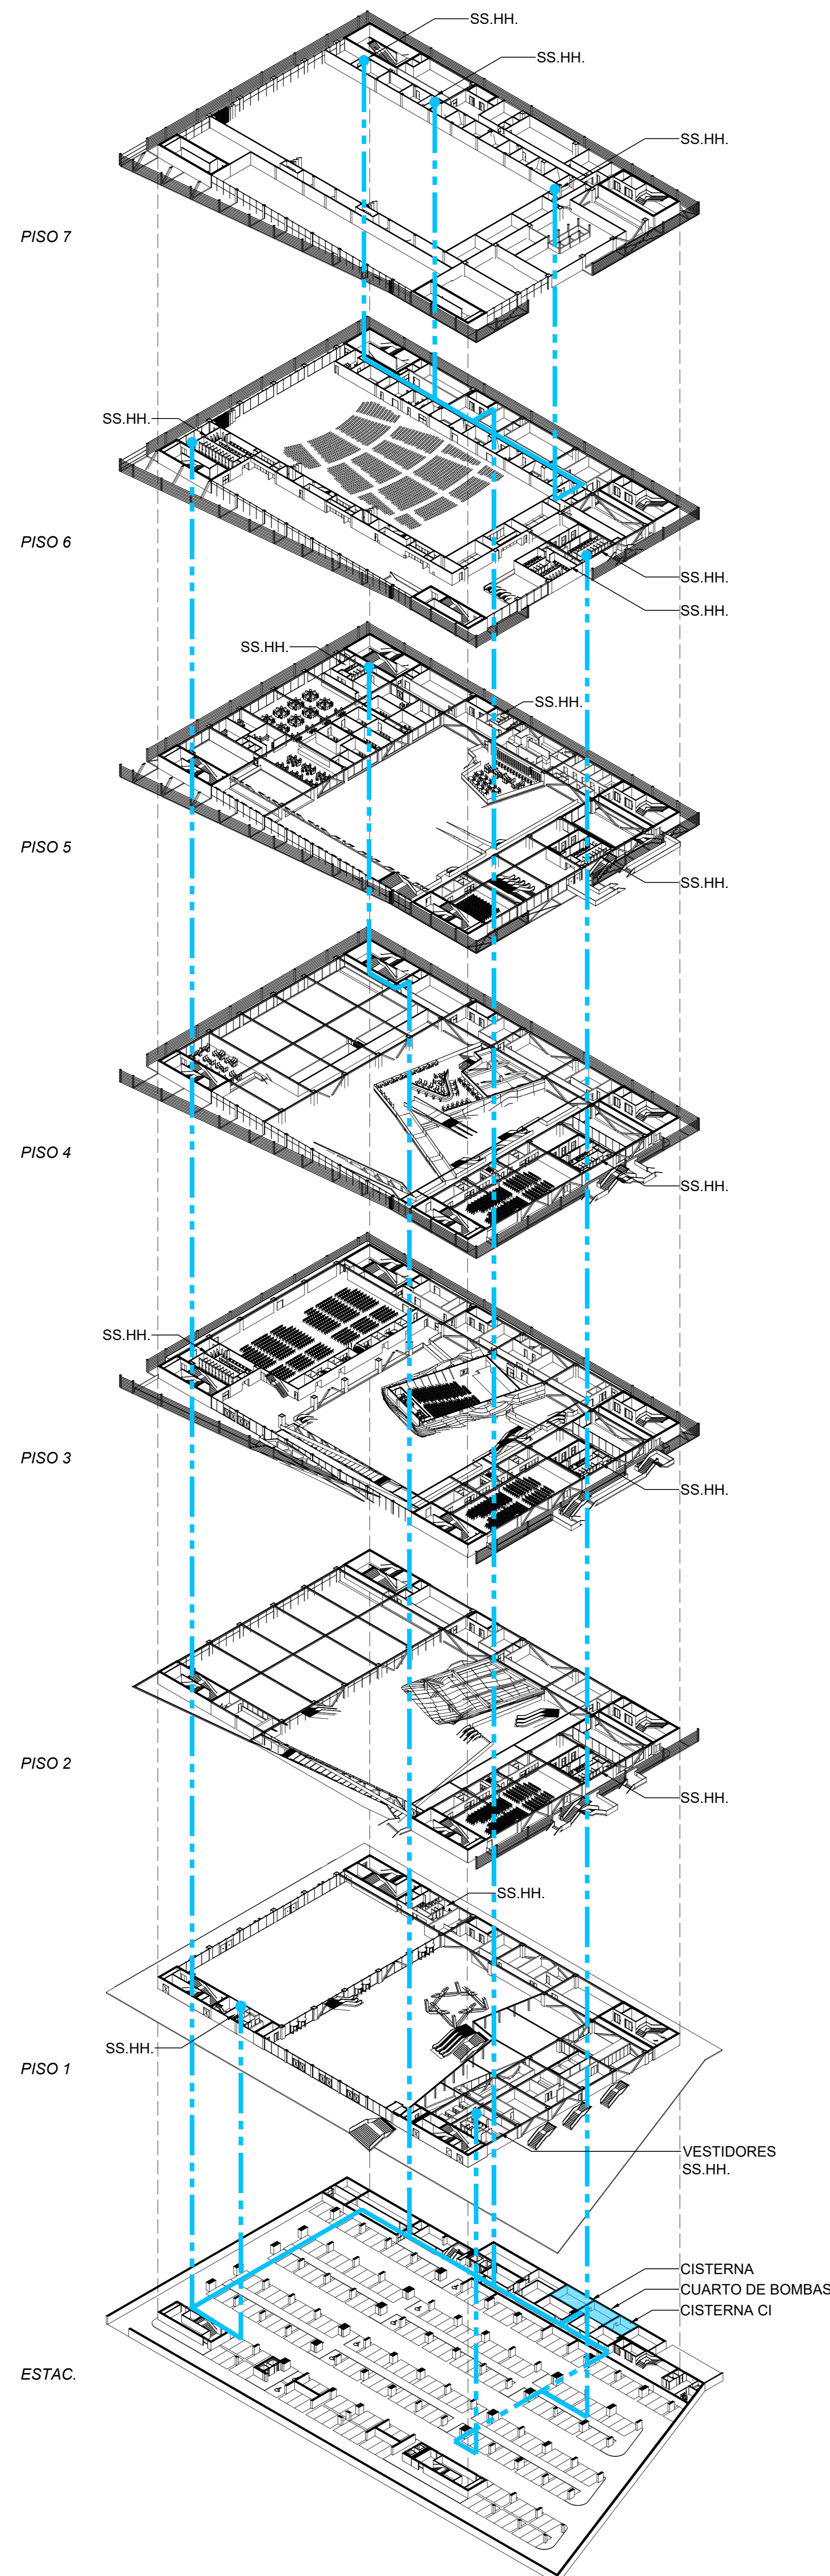 SS.HH.
SS.HH.
SS.HH.
PISO 7
SS.HH.
PISO 6
SS.HH.
SS.HH.
SS.HH.
SS.HH.
PISO 5
SS.HH.
PISO 4
SS.HH.
SS.HH.
PISO 3
SS.HH.
PISO 2
SS.HH.
SS.HH.
SS.HH.
PISO 1
VESTIDORES
SS.HH.
CISTERNA
CUARTO DE BOMBAS
CISTERNA CI
ESTAC.